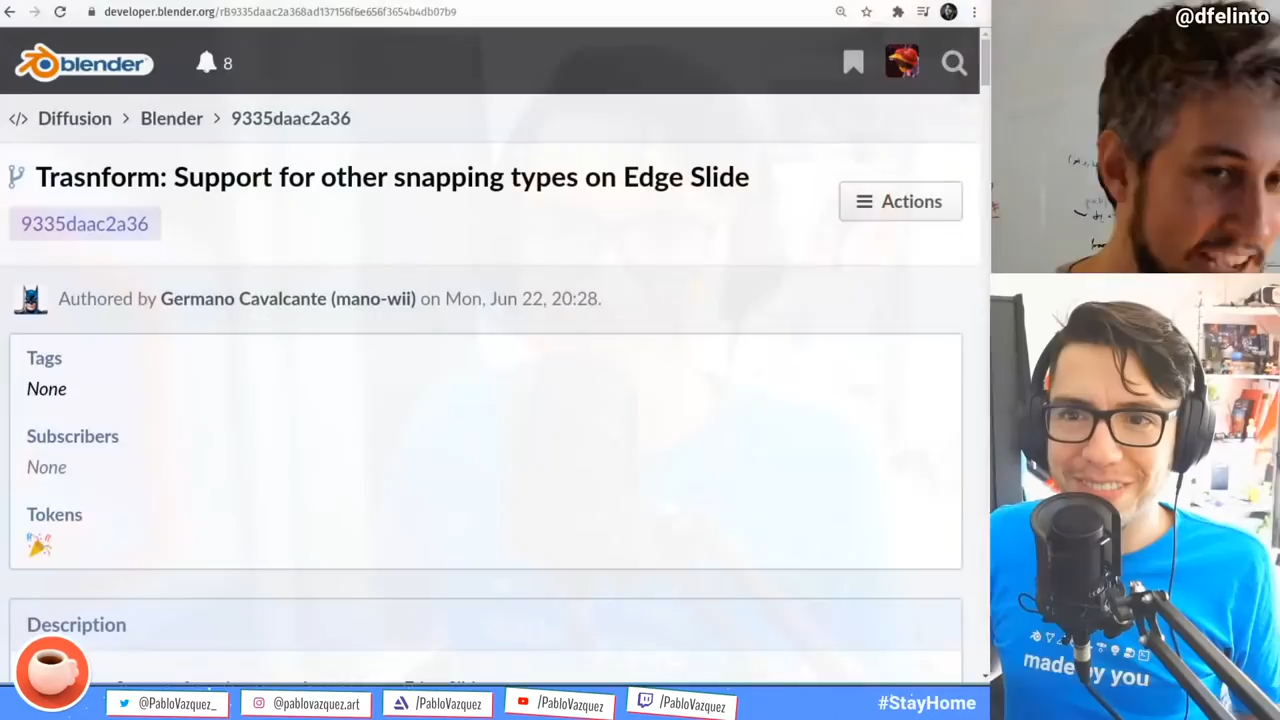 developer.blender.org/rB9335daac2a368ad137156f6e656f3654b4db07b9
@dfelinto
blender
8
Diffusion > Blender > 9335daac2a36
Trasnform: Support for other snapping types on Edge Slide
9335daac2a36
Actions
Authored by Germano Cavalcante (mano-wii) on Mon, Jun 22, 20:28.
Tags
None
Subscribers
None
Tokens
Description
made by you
@PabloVazquez_
@pablovazquez.art
/PabloVazquez
/PabloVazquez
/PabloVazquez
#StayHome